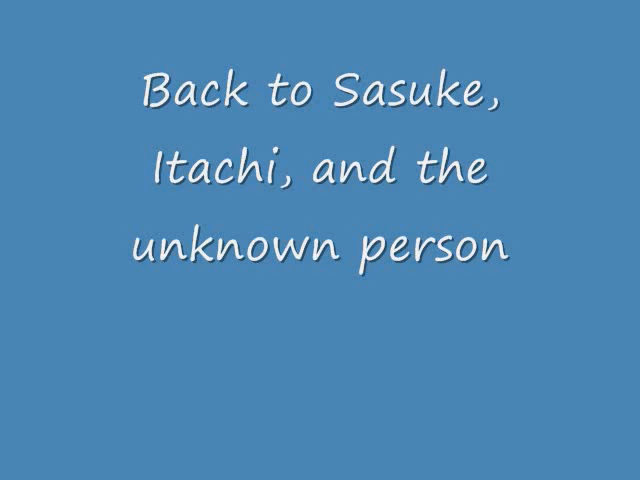 Back to Sasuke,
Itachi, and the
unknown person